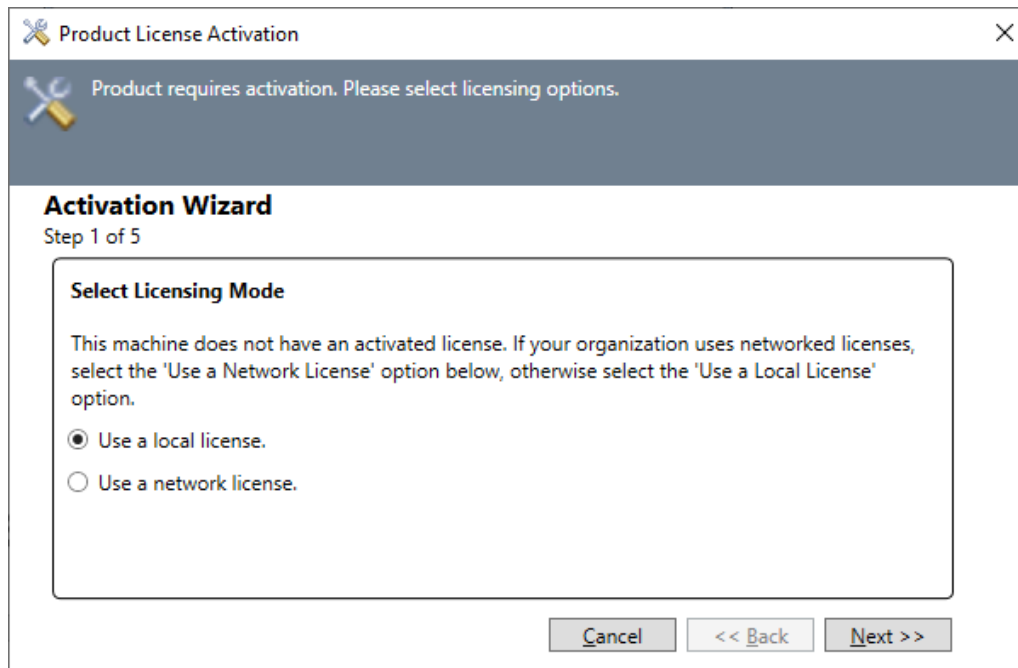 Product License Activation
Product requires activation. Please select licensing options.
Activation Wizard
Step 1 of 5
Select Licensing Mode
This machine does not have an activated license. If your organization uses networked licenses,
select the 'Use a Network License' option below, otherwise select the 'Use a Local License'
option.
Use a local license.
Use a network license.
Cancel
<< Back
Next >>